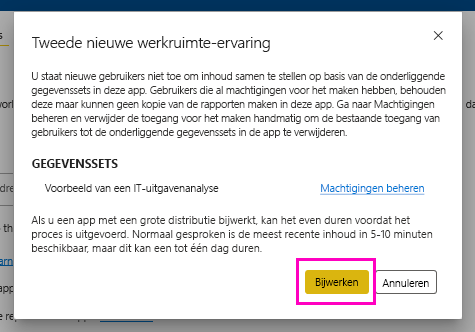 Tweede nieuwe werkruimte-ervaring
U staat nieuwe gebruikers niet toe om inhoud samen te stellen op basis van de onderliggende
gegevenssets in deze app. Gebruikers die al machtigingen voor het maken hebben, behouden
deze maar kunnen geen kopie van de rapporten maken in deze app. Ga naar Machtigingen
beheren en verwijder de toegang voor het maken handmatig om de bestaande toegang van
gebruikers tot de onderliggende gegevenssets in de app te verwijderen.
GEGEVENSSETS
Voorbeeld van een IT-uitgavenanalyse Machtigingen beheren
Als u een app met een grote distributie bijwerkt, kan het even duren voordat het
proces is uitgevoerd. Normaal gesproken is de meest recente inhoud in 5-10 minuten
beschikbaar, maar dit kan een tot één dag duren.
Bijwerken Annuleren